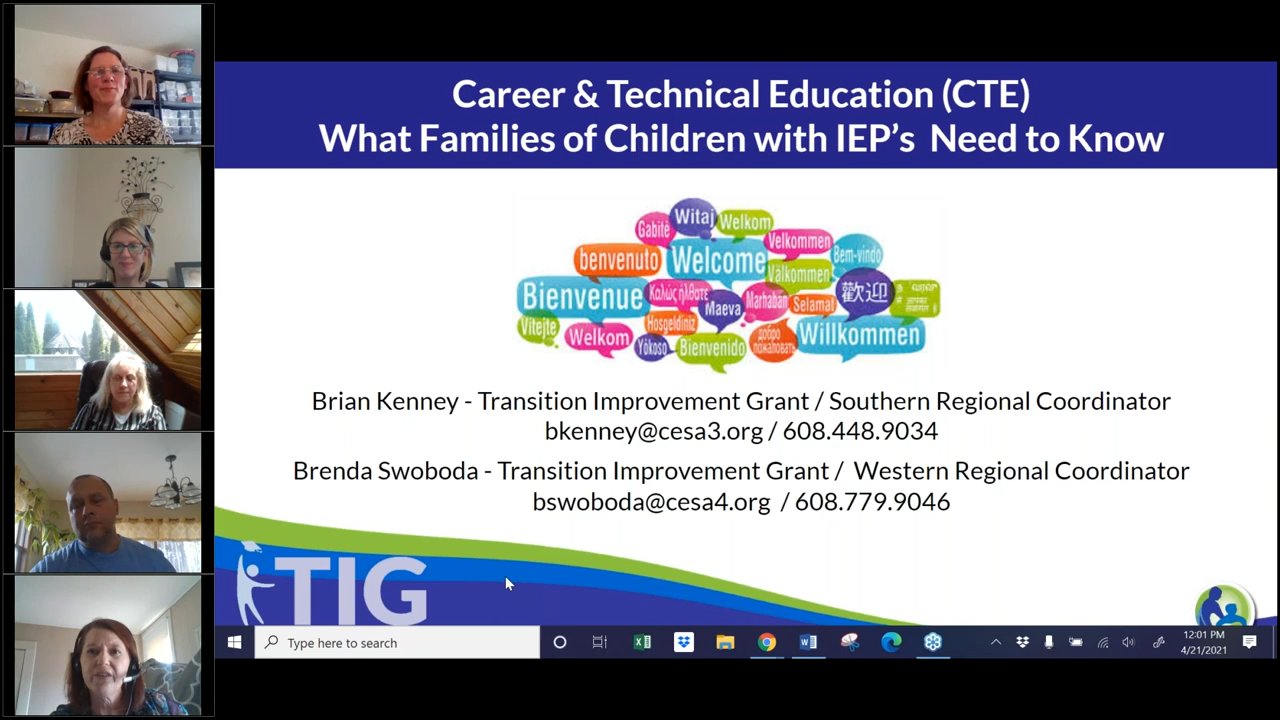 Career & Technical Education (CTE)
What Families of Children with IEP's Need to Know
Witaj
Gabitè
Welkom
Velkommen
benvenuto
Welcome
Bem-vindo
Välkommen
Bienvenue
Καλώς ήλθατε
Maeva
Marhaban
Selamat
歡迎
Vitejte
Welkom
Hosgeldiniz
Yôkoso
Bienvenido
добро
пожаловать
Willkommen
Brian Kenney - Transition Improvement Grant / Southern Regional Coordinator
bkenney@cesa3.org / 608.448.9034
Brenda Swoboda - Transition Improvement Grant / Western Regional Coordinator
bswoboda@cesa4.org / 608.779.9046
TIG
Type here to search
12:01 PM
4/21/2021